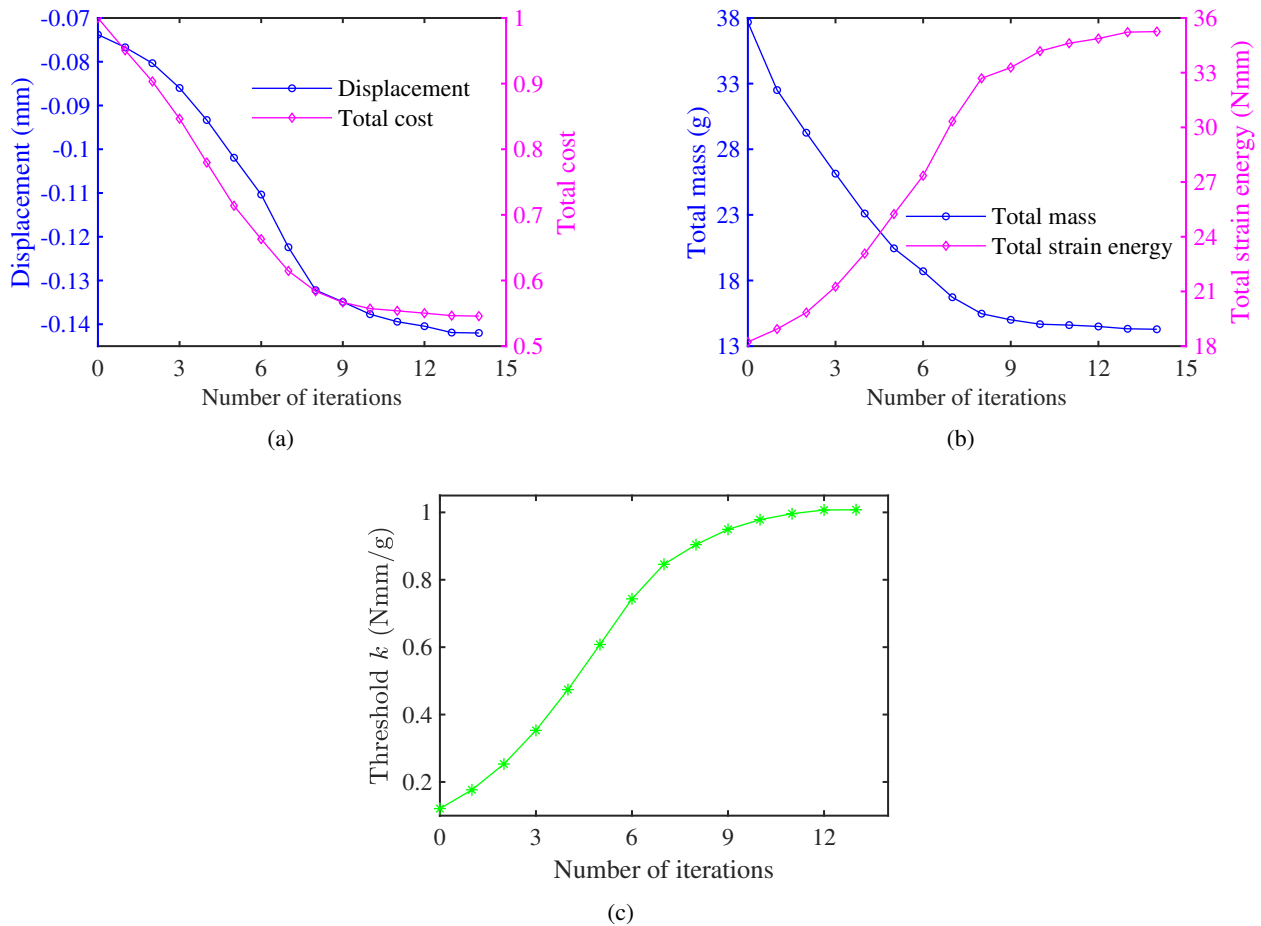 -0.07
-0.08
-0.09
-0.1
-0.11
-0.12
-0.13
-0.14
Displacement (mm)
0 3 6 9 12 15
Number of iterations
1
0.9
0.8
0.7
0.6
0.5
Total cost
Displacement
Total cost
(a)
38
33
28
23
18
13
Total mass (g)
0 3 6 9 12 15
Number of iterations
36
33
30
27
24
21
18
Total strain energy (Nmm)
Total mass
Total strain energy
(b)
1
0.8
0.6
0.4
0.2
Threshold k (Nmm/g)
0 3 6 9 12
Number of iterations
(c)